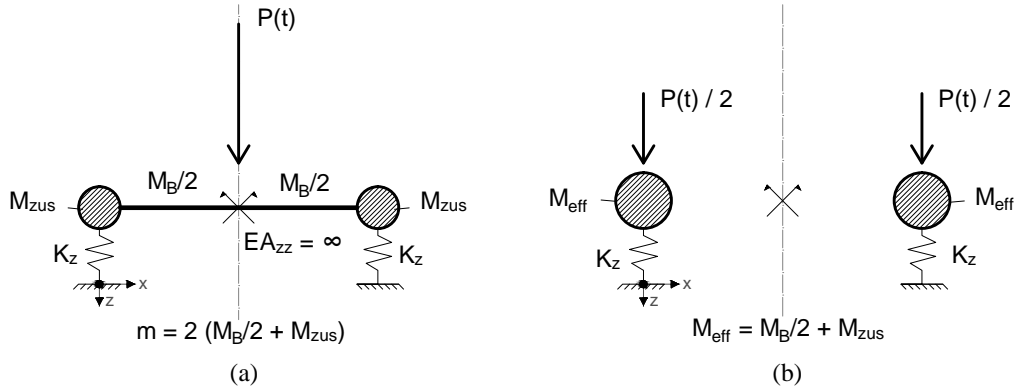 P(t)
M_B/2
M_B/2
M_zus
M_zus
EA_zz = ∞
K_z
K_z
x
z
m = 2 (M_B/2 + M_zus)
(a)
P(t) / 2
P(t) / 2
M_eff
M_eff
K_z
K_z
x
z
M_eff = M_B/2 + M_zus
(b)